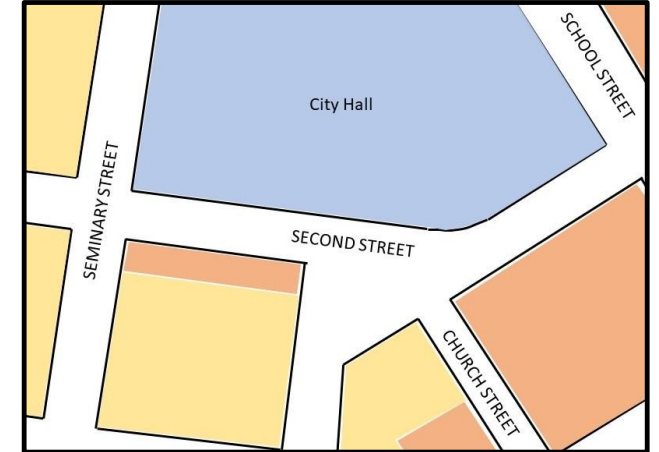 SCHOOL STREET
City Hall
SEMINARY STREET
SECOND STREET
CHURCH STREET